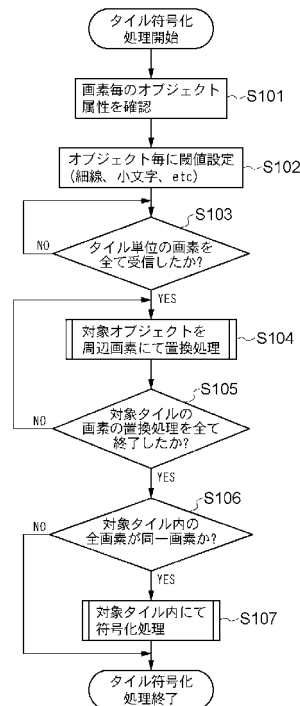 タイル符号化
処理開始
画素毎のオブジェクト
属性を確認
S101
オブジェクト毎に閾値設定
(細線、小文字、etc)
S102
S103
タイル単位の画素を
全て受信したか?
NO
YES
対象オブジェクトを
周辺画素にて置換処理
S104
S105
対象タイルの
画素の置換処理を全て
終了したか?
NO
YES
S106
対象タイル内の
全画素が同一画素か?
NO
YES
対象タイル内にて
符号化処理
S107
タイル符号化
処理終了